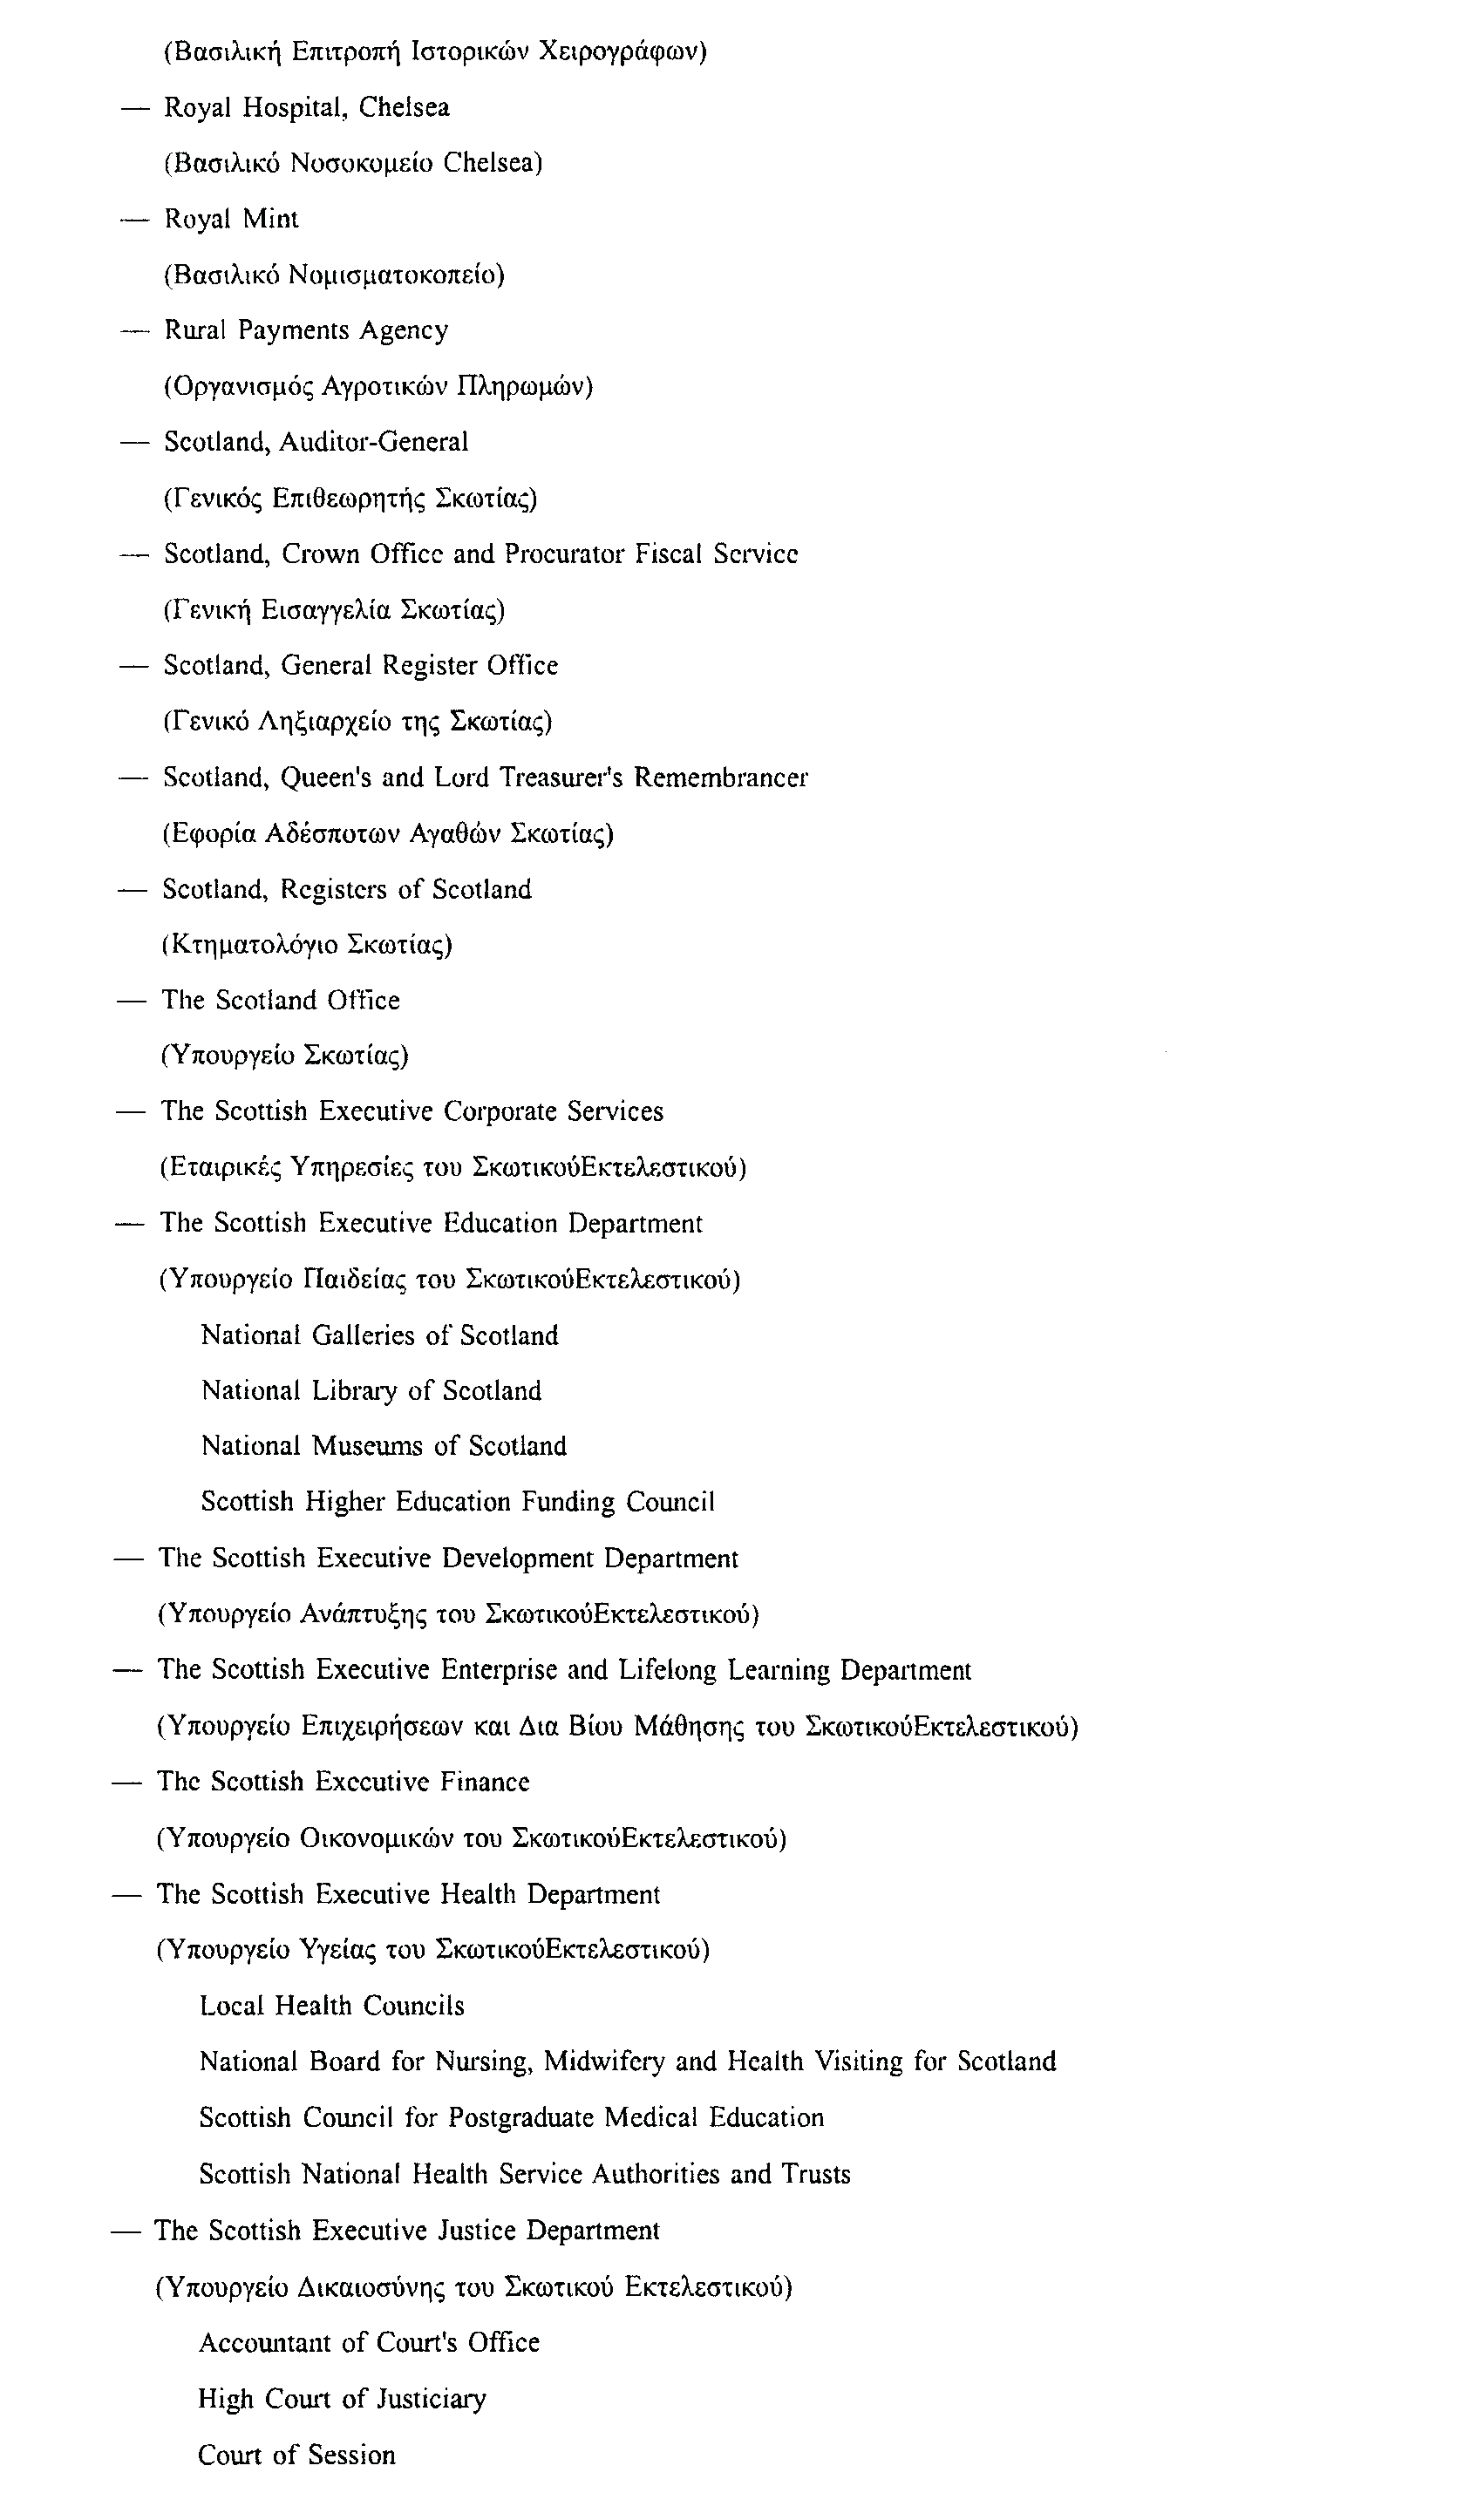 (Βασιλική Επιτροπή Ιστορικών Χειρογράφων)
— Royal Hospital, Chelsea
(Βασιλικό Νοσοκομείο Chelsea)
— Royal Mint
(Βασιλικό Νομισματοκοπείο)
— Rural Payments Agency
(Οργανισμός Αγροτικών Πληρωμών)
— Scotland, Auditor-General
(Γενικός Επιθεωρητής Σκωτίας)
— Scotland, Crown Office and Procurator Fiscal Service
(Γενική Εισαγγελία Σκωτίας)
— Scotland, General Register Office
(Γενικό Ληξιαρχείο της Σκωτίας)
— Scotland, Queen's and Lord Treasurer's Remembrancer
(Εφορία Αδέσποτων Αγαθών Σκωτίας)
— Scotland, Registers of Scotland
(Κτηματολόγιο Σκωτίας)
— The Scotland Office
(Υπουργείο Σκωτίας)
— The Scottish Executive Corporate Services
(Εταιρικές Υπηρεσίες του ΣκωτικούΕκτελεστικού)
— The Scottish Executive Education Department
(Υπουργείο Παιδείας του ΣκωτικούΕκτελεστικού)
National Galleries of Scotland
National Library of Scotland
National Museums of Scotland
Scottish Higher Education Funding Council
— The Scottish Executive Development Department
(Υπουργείο Ανάπτυξης του ΣκωτικούΕκτελεστικού)
— The Scottish Executive Enterprise and Lifelong Learning Department
(Υπουργείο Επιχειρήσεων και Δια Βίου Μάθησης του ΣκωτικούΕκτελεστικού)
— The Scottish Executive Finance
(Υπουργείο Οικονομικών του ΣκωτικούΕκτελεστικού)
— The Scottish Executive Health Department
(Υπουργείο Υγείας του ΣκωτικούΕκτελεστικού)
Local Health Councils
National Board for Nursing, Midwifery and Health Visiting for Scotland
Scottish Council for Postgraduate Medical Education
Scottish National Health Service Authorities and Trusts
— The Scottish Executive Justice Department
(Υπουργείο Δικαιοσύνης του Σκωτικού Εκτελεστικού)
Accountant of Court's Office
High Court of Justiciary
Court of Session